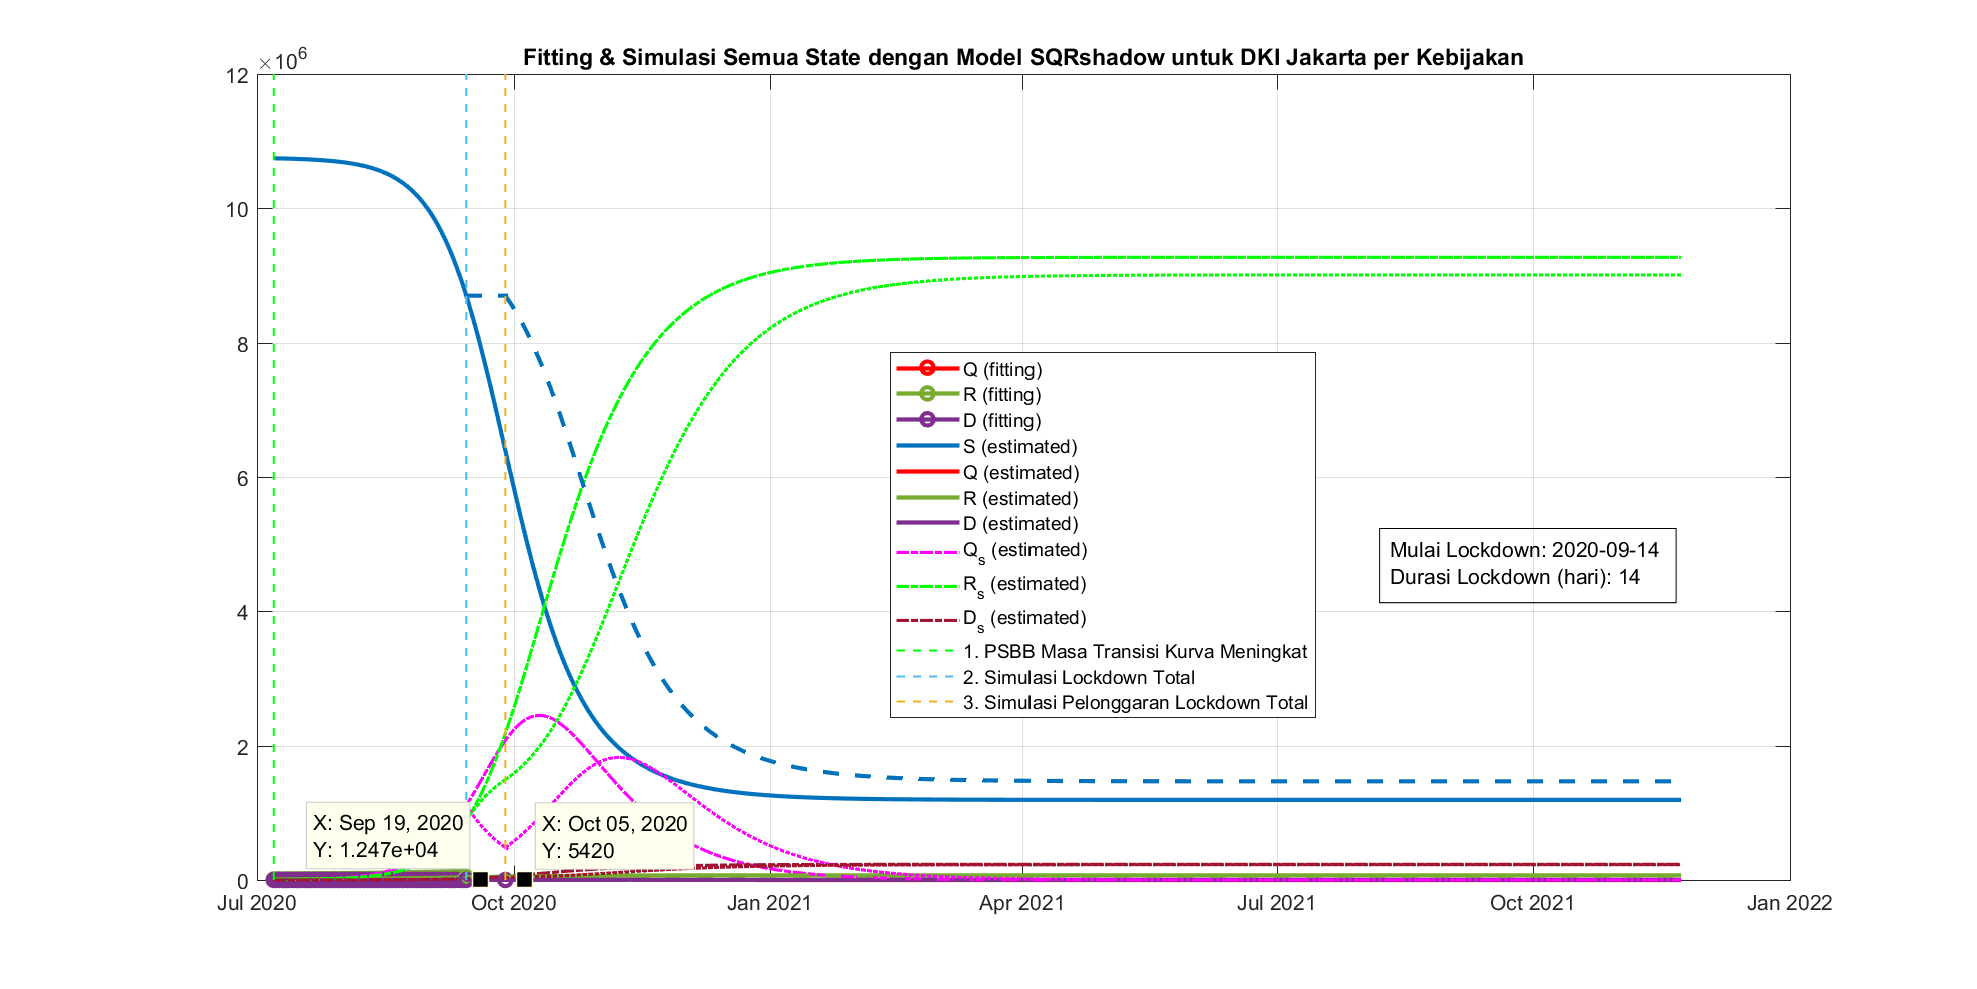 Fitting & Simulasi Semua State dengan Model SQRshadow untuk DKI Jakarta per Kebijakan
×10^6
12
10
8
6
4
2
0
Q (fitting)
R (fitting)
D (fitting)
S (estimated)
Q (estimated)
R (estimated)
D (estimated)
Q_s (estimated)
R_s (estimated)
D_s (estimated)
1. PSBB Masa Transisi Kurva Meningkat
2. Simulasi Lockdown Total
3. Simulasi Pelonggaran Lockdown Total
Mulai Lockdown: 2020-09-14
Durasi Lockdown (hari): 14
X: Sep 19, 2020
Y: 1.247e+04
X: Oct 05, 2020
Y: 5420
Jul 2020
Oct 2020
Jan 2021
Apr 2021
Jul 2021
Oct 2021
Jan 2022